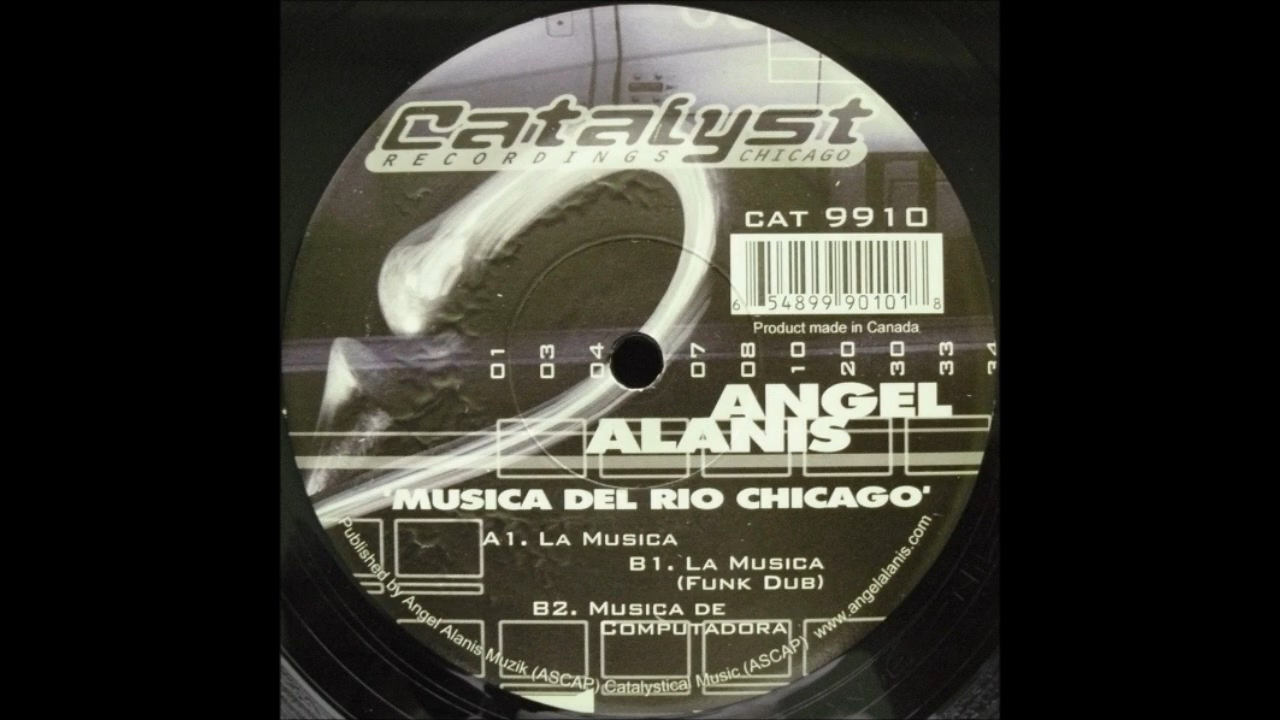 Catalyst
RECORDINGS CHICAGO
CAT 9910
6 54899 90101 8
Product made in Canada
01 03 04 07 08 10 20 30 33 34
ANGEL
ALANIS
'MUSICA DEL RIO CHICAGO'
A1. LA MUSICA
B1. LA MUSICA
(FUNK DUB)
B2. MUSICA DE
COMPUTADORA
Published by Angel Alanis Muzik (ASCAP) Catalystical Music (ASCAP) www.angelalanis.com